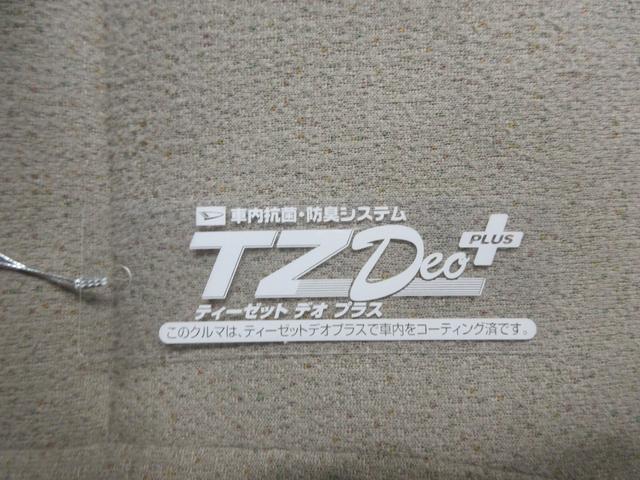 車内抗菌・防臭システム
TZ Deo PLUS
ティーゼット デオ プラス
このクルマは、ティーゼットデオプラスで車内をコーティング済です。